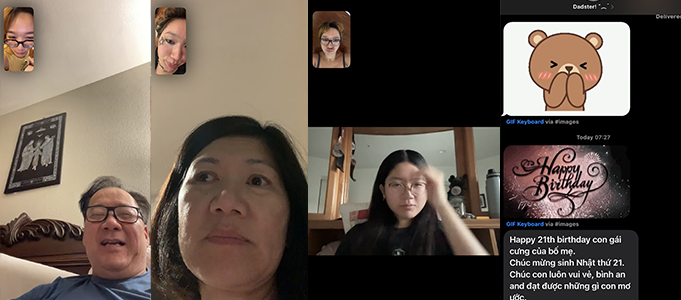 Dadster!
Delivered
GIF Keyboard via #images
Today 07:27
Happy
Birthday
GIF Keyboard via #images
Happy 21th birthday con gái
cưng của bố mẹ.
Chúc mừng sinh Nhật thứ 21.
Chúc con luôn vui vẻ, bình an
and đạt được những gì con mơ
ước.